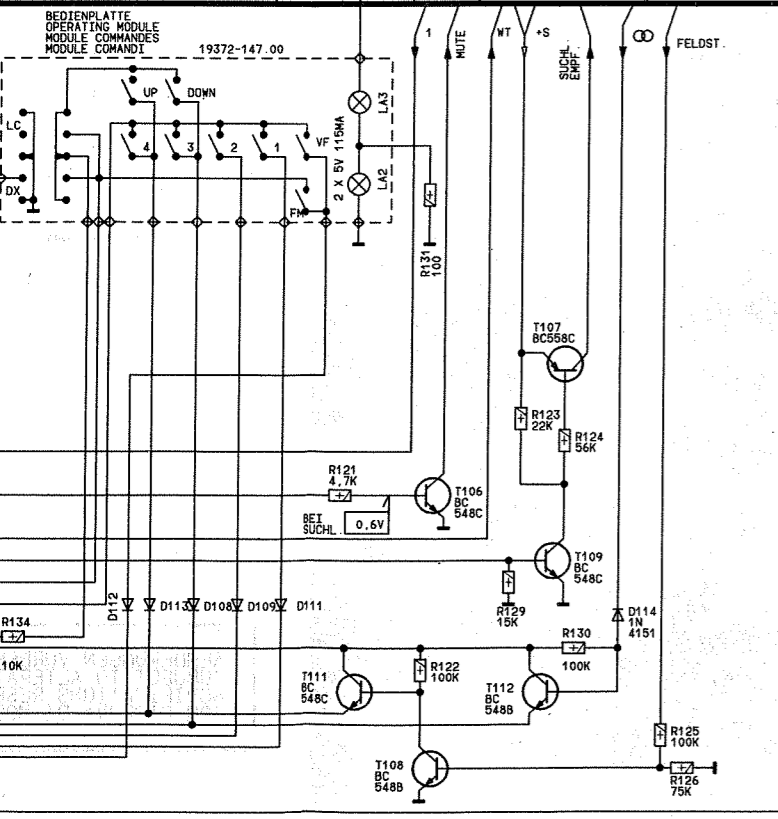 BEDIENPLATTE
OPERATING MODULE
MODULE COMMANDES
MODULE COMANDI
19372-147.00
1
MUTE
WT
+S
SUCHL
EMPF.
FELDST.
LC
DX
UP
DOWN
4
3
2
1
VF
FM
2 X 5V 115MA
LA3
LA2
R131
100
T107
BC558C
R123
22K
R124
56K
R121
4,7K
BEI
SUCHL.
0,6V
T106
BC
548C
T109
BC
548C
R129
15K
D112
D113
D108
D109
D111
D114
1N
4151
R134
10K
R130
100K
T111
BC
548C
R122
100K
T112
BC
548B
T108
BC
548B
R125
100K
R126
75K